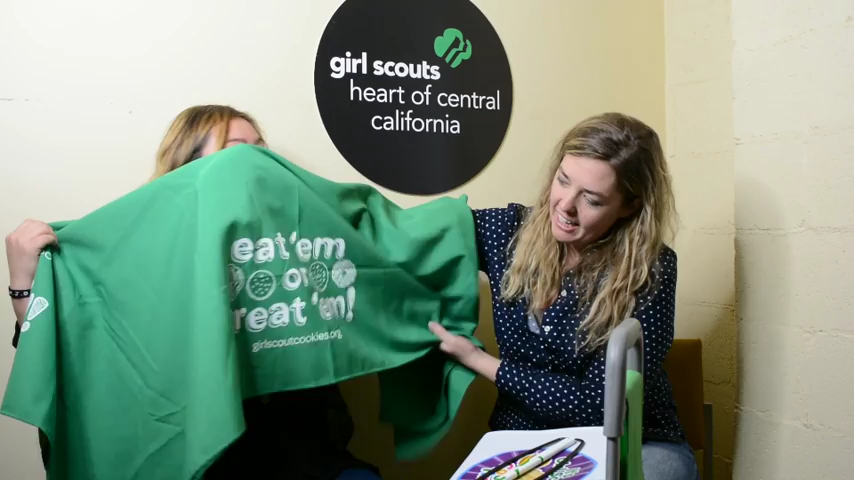 girl scouts
heart of central
california
eat 'em
or
treat 'em!
girlscoutcookies.org